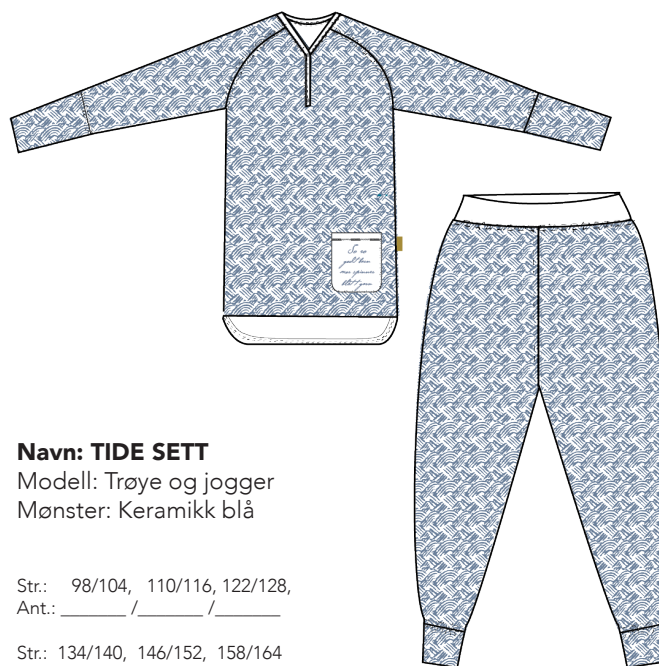 Navn: TIDE SETT
Modell: Trøye og jogger
Mønster: Keramikk blå
Str.: 98/104, 110/116, 122/128,
Ant.: _______ /_______ /_______
Str.: 134/140, 146/152, 158/164